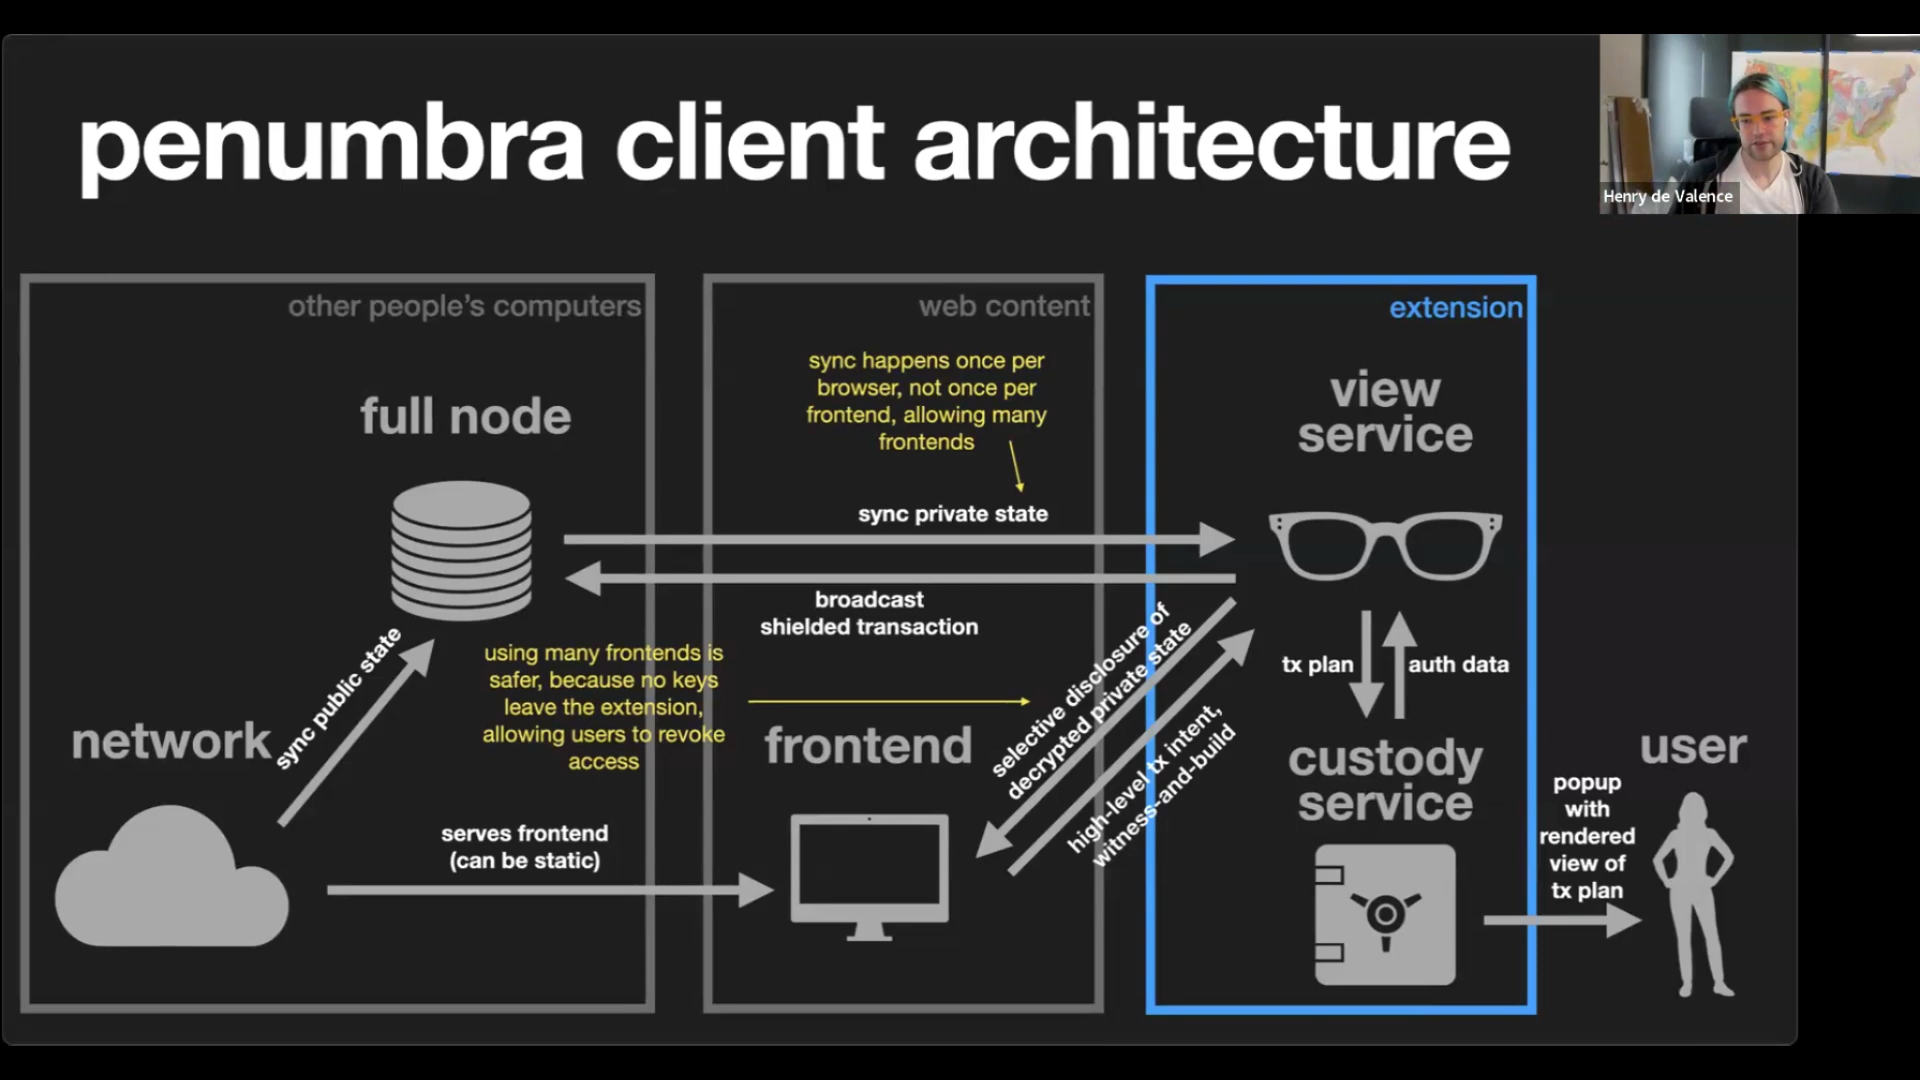 penumbra client architecture
Henry de Valence
other people's computers
full node
network
sync public state
using many frontends is
safer, because no keys
leave the extension,
allowing users to revoke
access
serves frontend
(can be static)
web content
sync happens once per
browser, not once per
frontend, allowing many
frontends
sync private state
broadcast
shielded transaction
frontend
selective disclosure of
decrypted private state
high-level tx intent,
witness-and-build
extension
view
service
tx plan
auth data
custody
service
popup
with
rendered
view of
tx plan
user